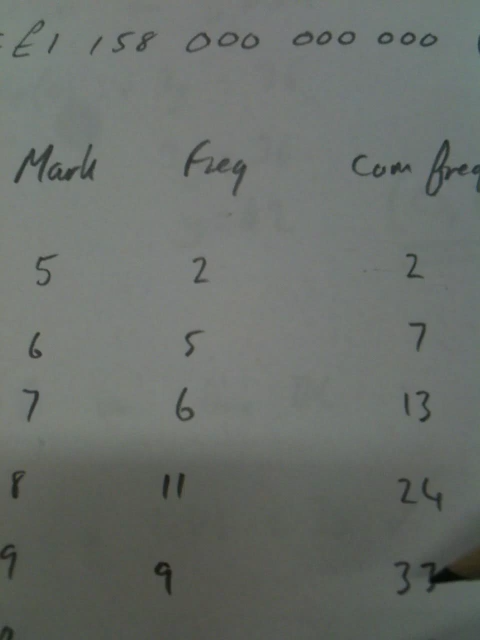 = £1 158 000 000 000
Mark Freq Com freq
5 2 2
6 5 7
7 6 13
8 11 24
9 9 33